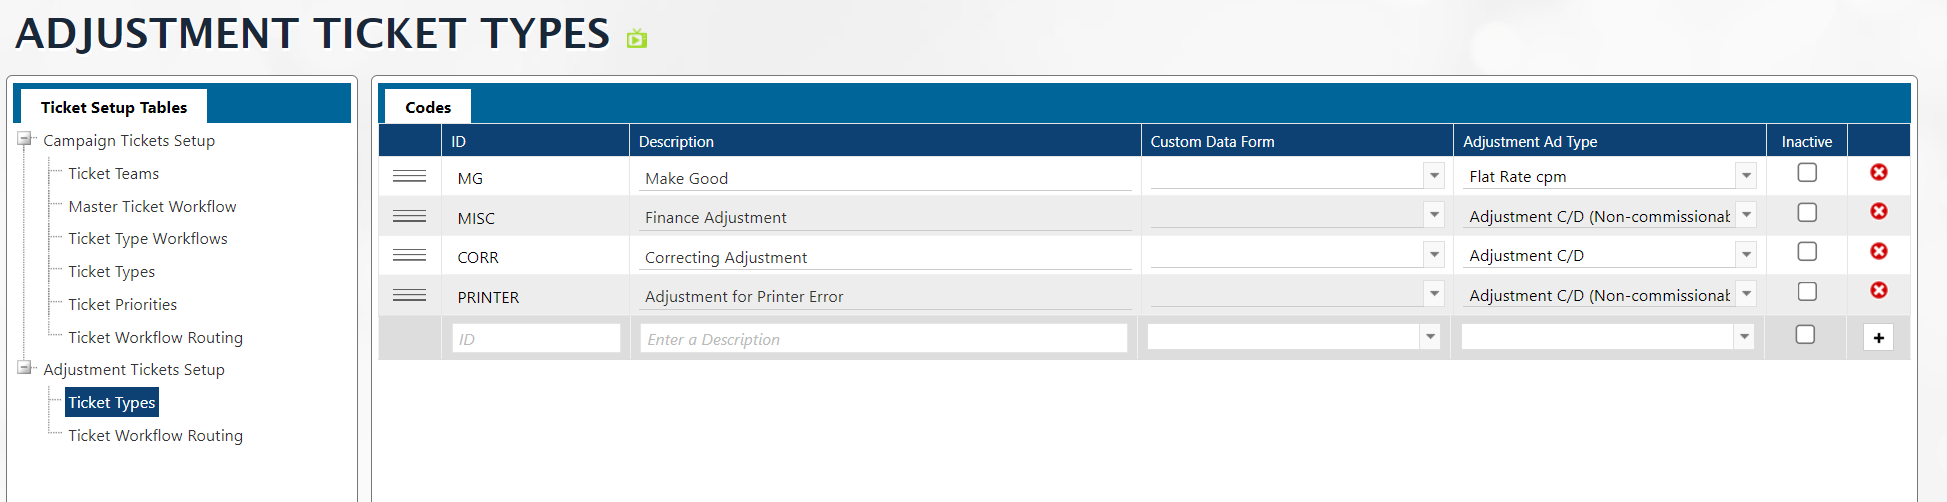 ADJUSTMENT TICKET TYPES
Ticket Setup Tables
Campaign Tickets Setup
Ticket Teams
Master Ticket Workflow
Ticket Type Workflows
Ticket Types
Ticket Priorities
Ticket Workflow Routing
Adjustment Tickets Setup
Ticket Types
Ticket Workflow Routing
Codes
ID Description Custom Data Form Adjustment Ad Type Inactive
MG Make Good Flat Rate cpm
MISC Finance Adjustment Adjustment C/D (Non-commissionab
CORR Correcting Adjustment Adjustment C/D
PRINTER Adjustment for Printer Error Adjustment C/D (Non-commissionab
ID Enter a Description